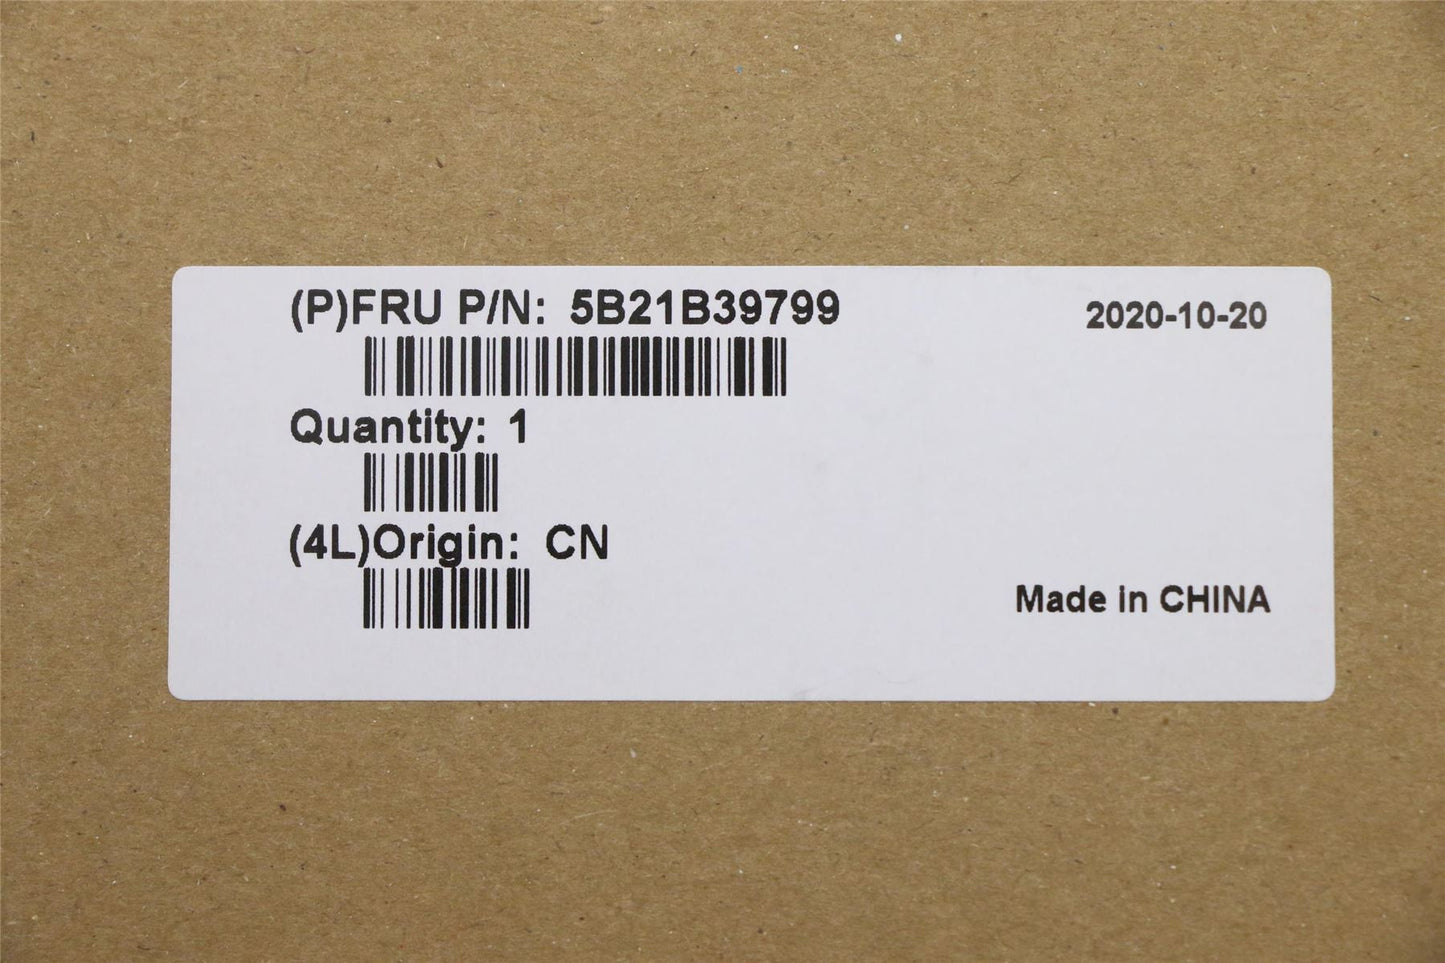 (P)FRU P/N: 5B21B39799
2020-10-20
Quantity: 1
(4L)Origin: CN
Made in CHINA